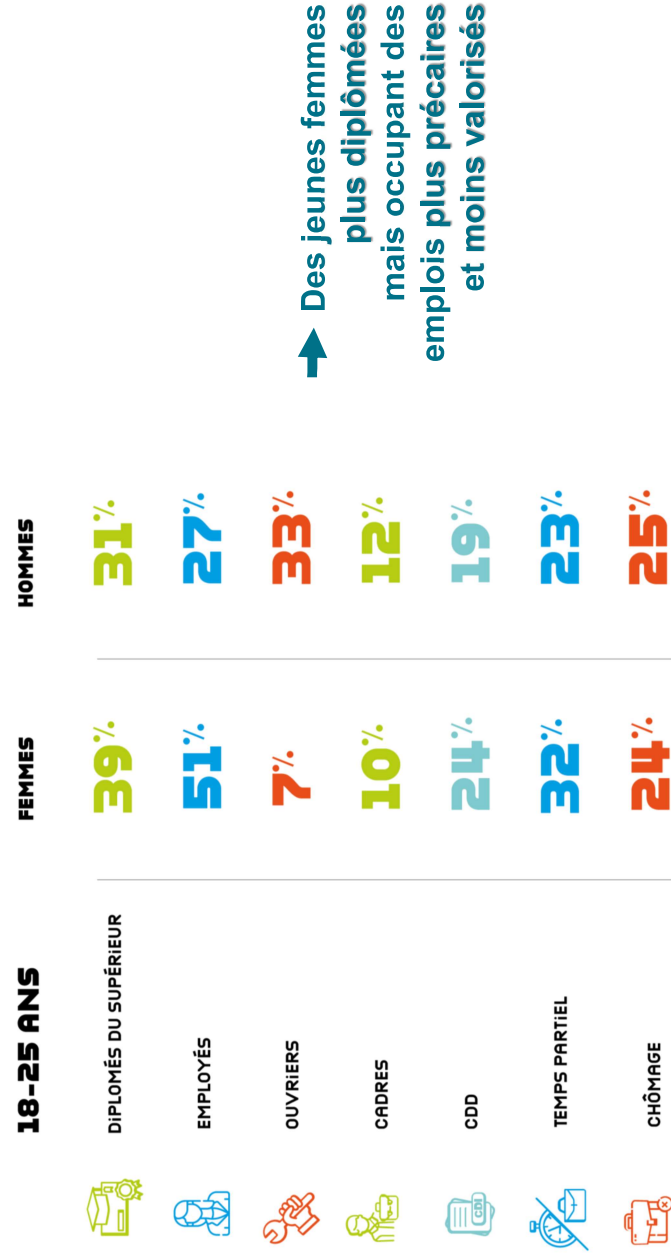 18-25 ANS FEMMES HOMMES
DiPLOMÉS DU SUPÉRiEUR 39% 31%
EMPLOYÉS 51% 27%
OUVRiERS 7% 33%
CADRES 10% 12%
CDD 24% 19%
TEMPS PARTiEL 32% 23%
CHÔMAGE 24% 25%
CDI
Des jeunes femmes
plus diplômées
mais occupant des
emplois plus précaires
et moins valorisés